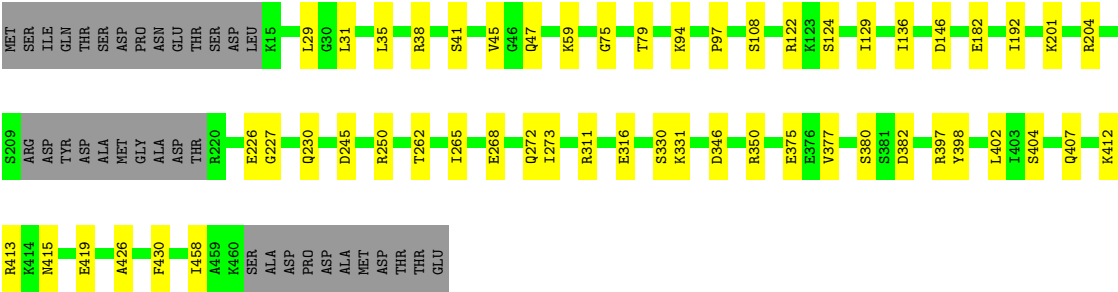 MET SER ILE GLN THR SER ASP PRO ASN GLU THR SER ASP LEU K15 L29 G30 L31 L35 R38 S41 V45 G46 Q47 K59 G75 T79 K94 P97 S108 R122 K123 S124 I129 I136 D146 E182 I192 K201 R204
S209 ARG ASP TYR ASP ALA MET GLY ALA ASP THR R220 E226 G227 Q230 D245 R250 T262 I265 E268 Q272 I273 R311 E316 S330 K331 D346 R350 E375 E376 V377 S380 S381 D382 R397 Y398 L402 I403 S404 Q407 K412
R413 K414 N415 E419 A426 F430 I458 A459 K460 SER ALA ASP PRO ASP ALA MET ASP THR THR GLU